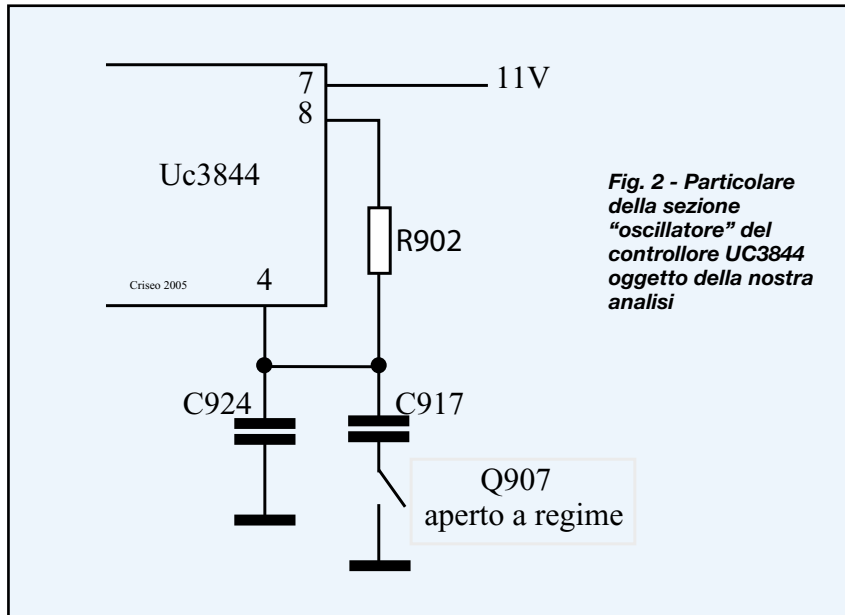 7
11V
8
Uc3844
R902
4
Criseo 2005
C924
C917
Q907
aperto a regime
Fig. 2 - Particolare
della sezione
“oscillatore” del
controllore UC3844
oggetto della nostra
analisi